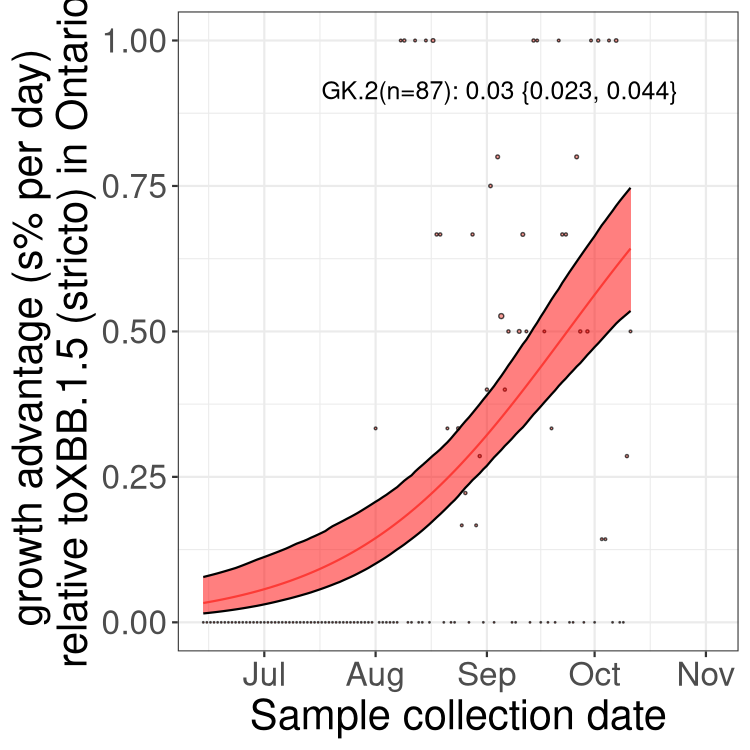 growth advantage (s% per day)
relative toXBB.1.5 (stricto) in Ontario
1.00
0.75
0.50
0.25
0.00
GK.2(n=87): 0.03 {0.023, 0.044}
Jul
Aug
Sep
Oct
Nov
Sample collection date